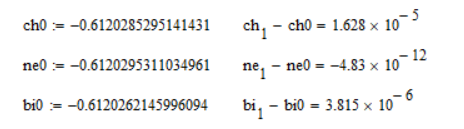 ch0 := -0.6120285295141431 ch₁ − ch0 = 1.628 × 10⁻⁵
ne0 := -0.6120295311034961 ne₁ − ne0 = -4.83 × 10⁻¹²
bi0 := -0.6120262145996094 bi₁ − bi0 = 3.815 × 10⁻⁶